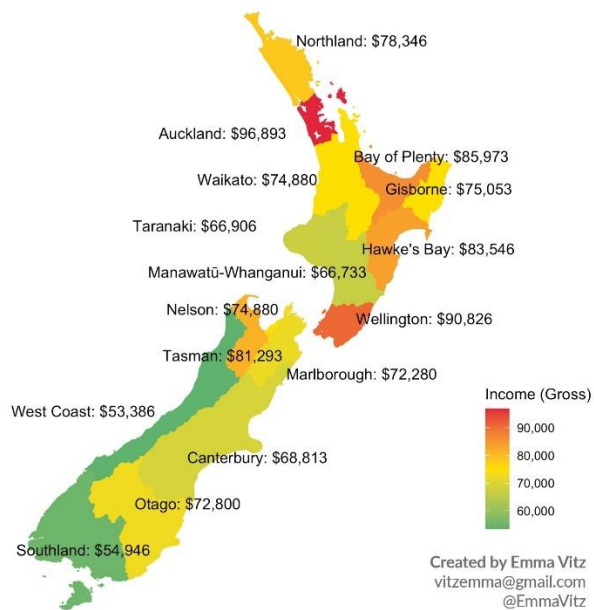 Northland: $78,346
Auckland: $96,893
Bay of Plenty: $85,973
Waikato: $74,880
Gisborne: $75,053
Taranaki: $66,906
Hawke's Bay: $83,546
Manawatū-Whanganui: $66,733
Nelson: $74,880
Wellington: $90,826
Tasman: $81,293
Marlborough: $72,280
Income (Gross)
90,000
80,000
70,000
60,000
West Coast: $53,386
Canterbury: $68,813
Otago: $72,800
Southland: $54,946
Created by Emma Vitz
vitzemma@gmail.com
@EmmaVitz